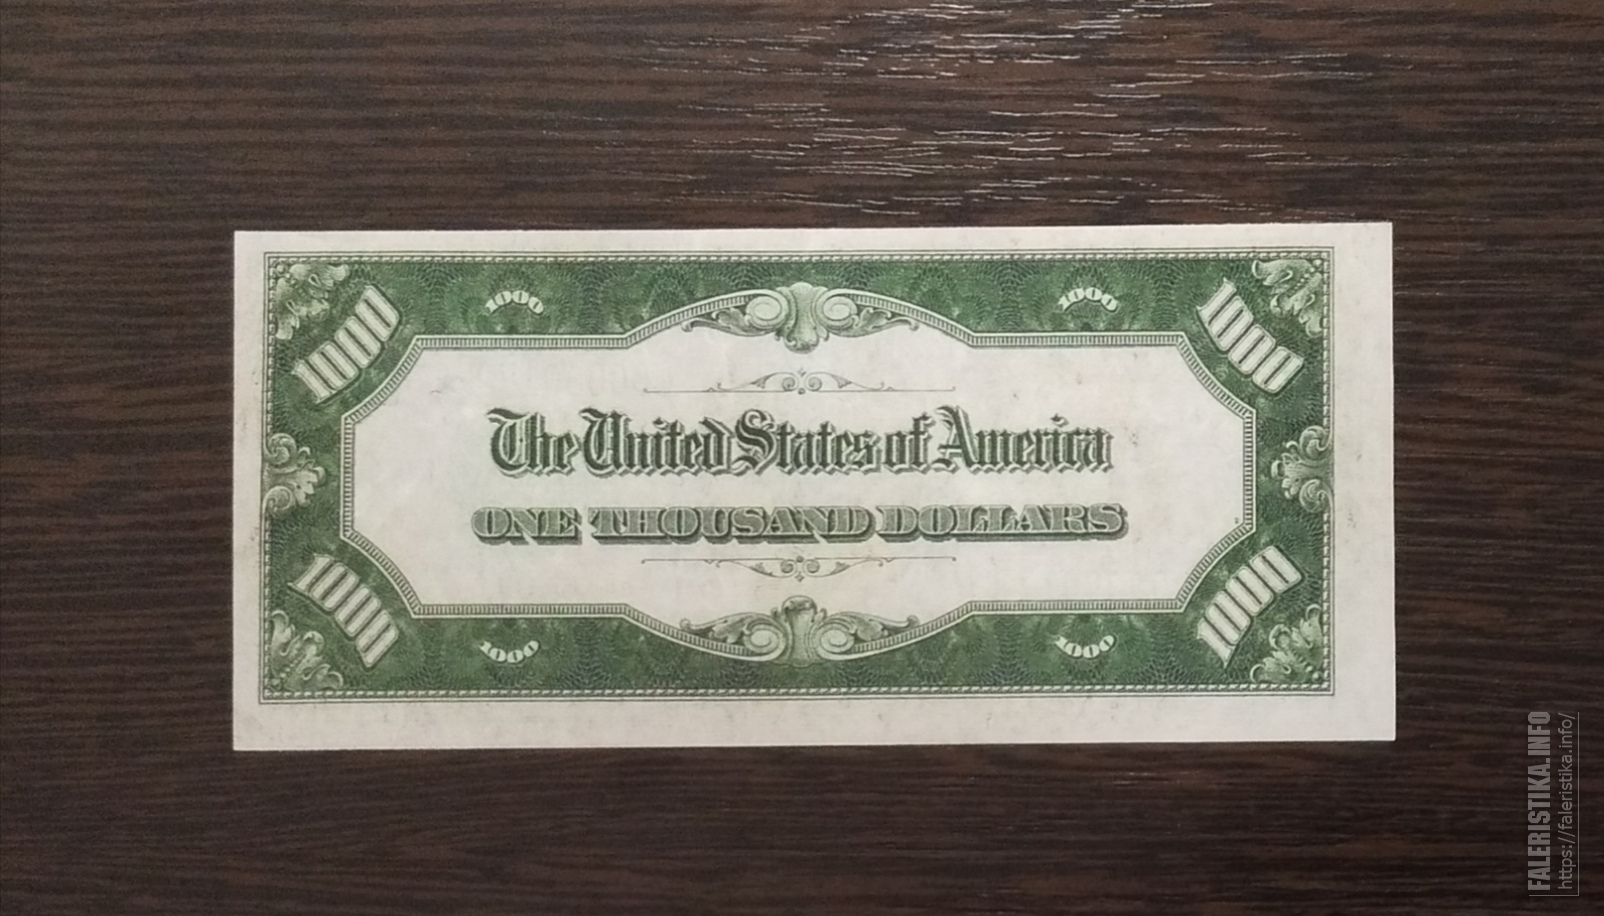 1000 1000 1000 1000
The United States of America
ONE THOUSAND DOLLARS
1000 1000 1000 1000
FALERISTIKA.INFO
https://faleristika.info/